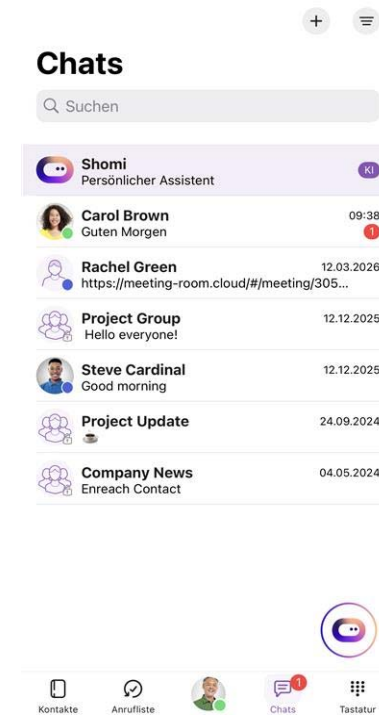 Chats
Suchen
Shomi
KI
Persönlicher Assistent
Carol Brown
09:38
Guten Morgen
1
Rachel Green
12.03.2026
https://meeting-room.cloud/#/meeting/305...
Project Group
12.12.2025
Hello everyone!
Steve Cardinal
12.12.2025
Good morning
Project Update
24.09.2024
☕
Company News
04.05.2024
Enreach Contact
1
Kontakte
Anrufliste
Chats
Tastatur